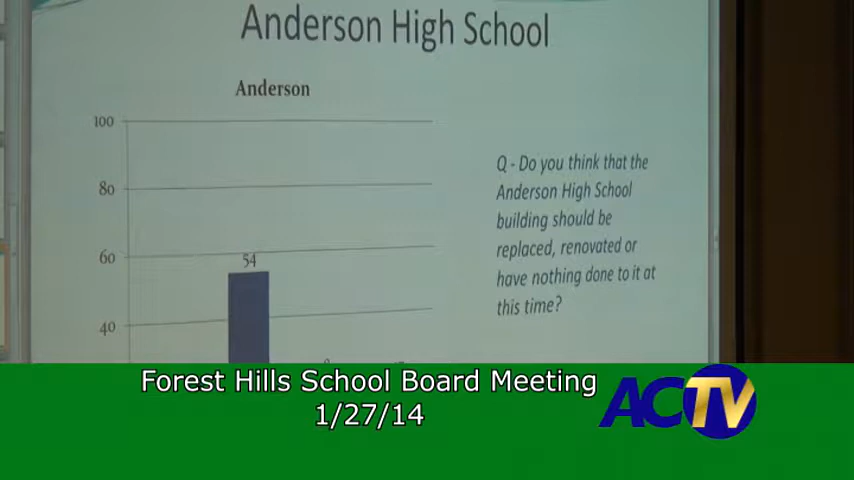 Anderson High School
Anderson
100
80
60
54
40
Q - Do you think that the
Anderson High School
building should be
replaced, renovated or
have nothing done to it at
this time?
Forest Hills School Board Meeting
1/27/14
ACTV